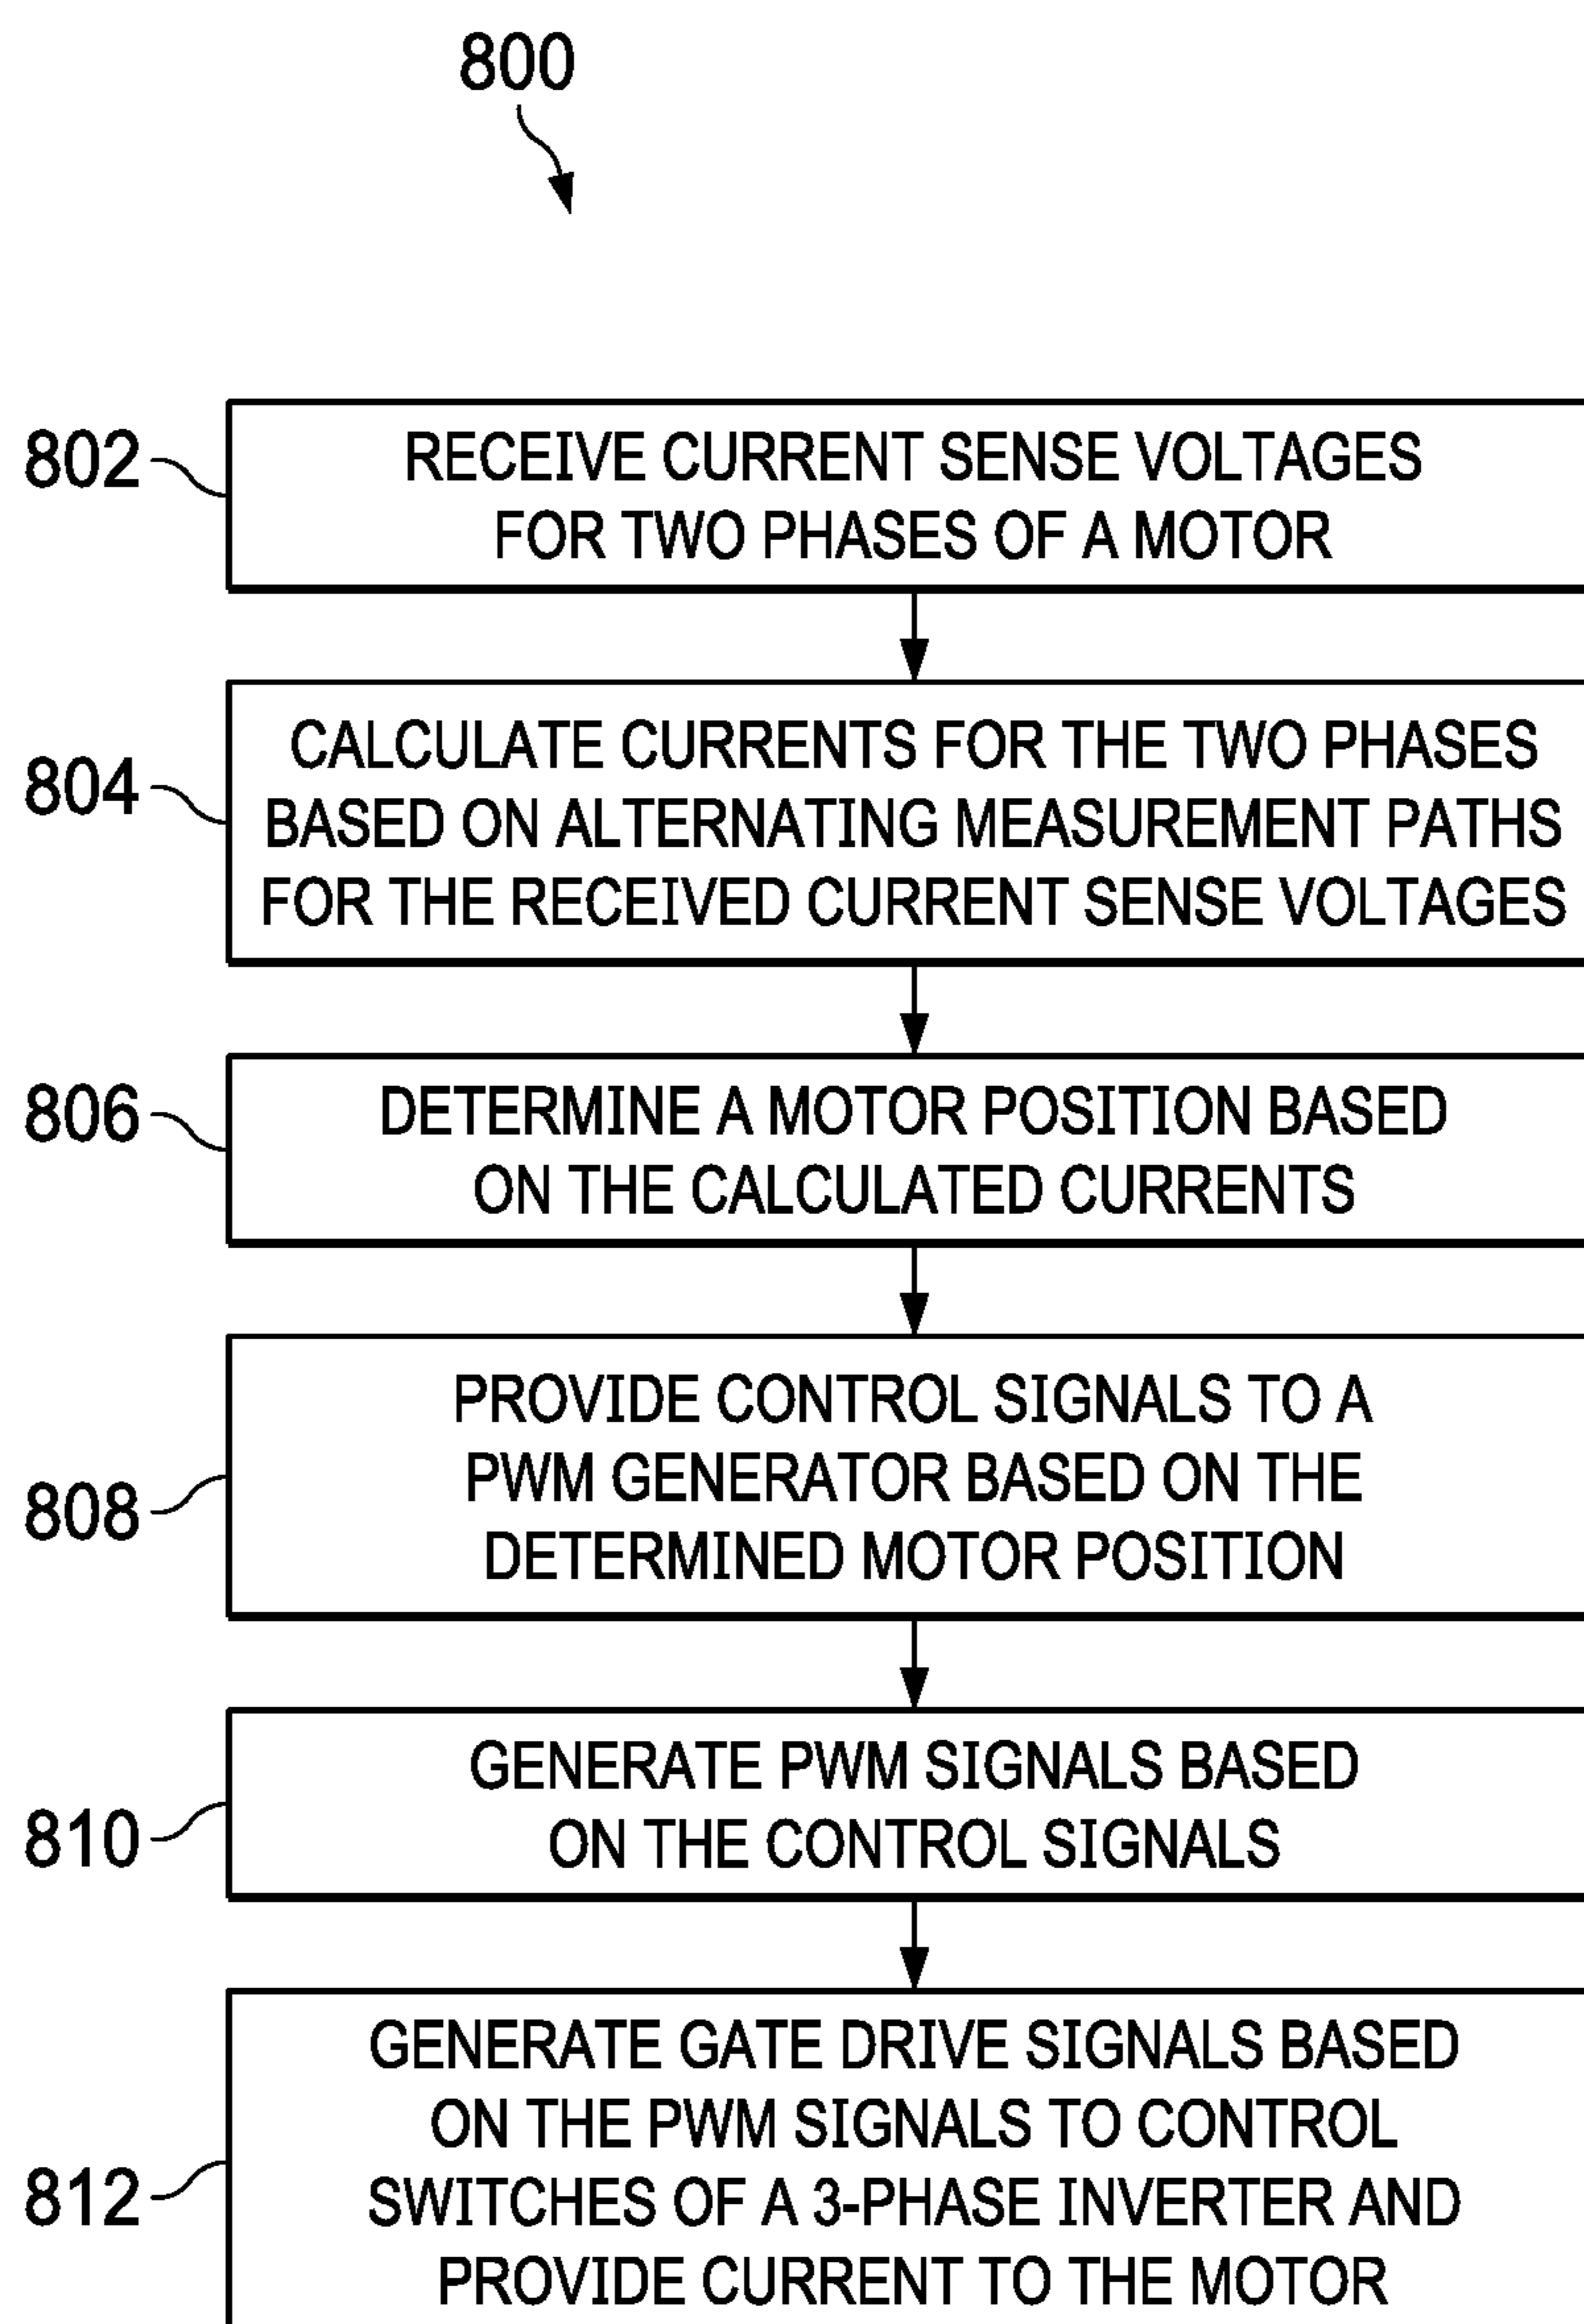 800
802
RECEIVE CURRENT SENSE VOLTAGES
FOR TWO PHASES OF A MOTOR
804
CALCULATE CURRENTS FOR THE TWO PHASES
BASED ON ALTERNATING MEASUREMENT PATHS
FOR THE RECEIVED CURRENT SENSE VOLTAGES
806
DETERMINE A MOTOR POSITION BASED
ON THE CALCULATED CURRENTS
808
PROVIDE CONTROL SIGNALS TO A
PWM GENERATOR BASED ON THE
DETERMINED MOTOR POSITION
810
GENERATE PWM SIGNALS BASED
ON THE CONTROL SIGNALS
812
GENERATE GATE DRIVE SIGNALS BASED
ON THE PWM SIGNALS TO CONTROL
SWITCHES OF A 3-PHASE INVERTER AND
PROVIDE CURRENT TO THE MOTOR